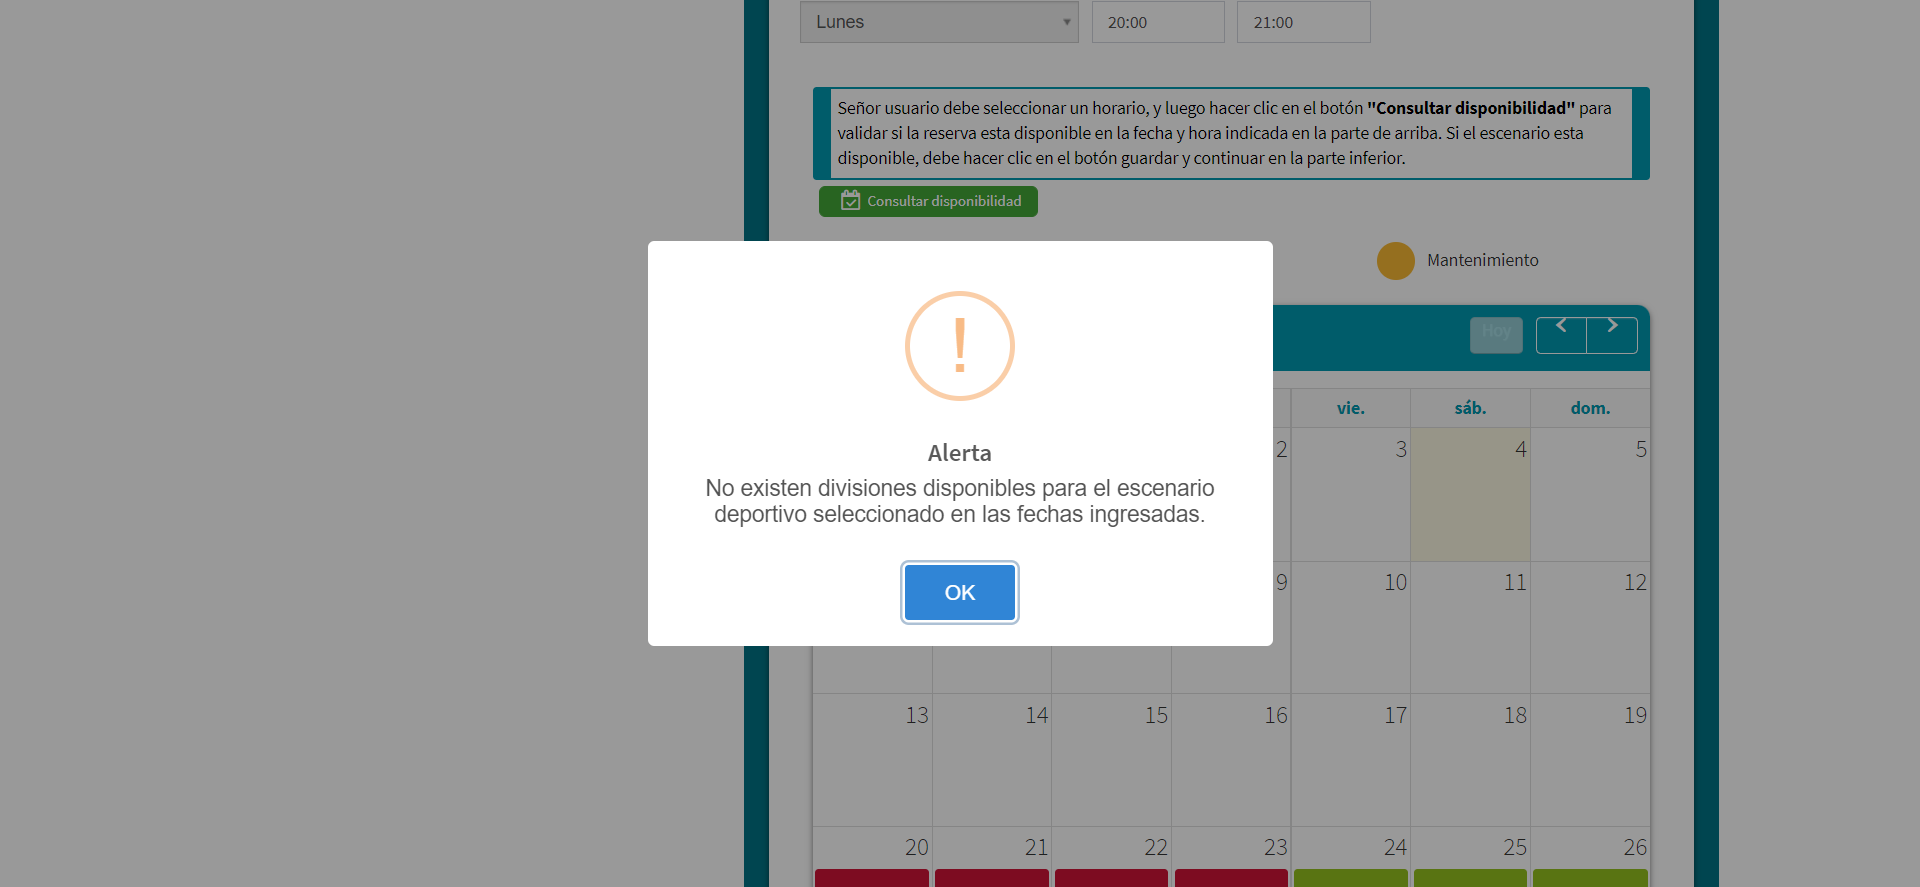 Lunes 20:00 21:00
Señor usuario debe seleccionar un horario, y luego hacer clic en el botón "Consultar disponibilidad" para
validar si la reserva esta disponible en la fecha y hora indicada en la parte de arriba. Si el escenario esta
disponible, debe hacer clic en el botón guardar y continuar en la parte inferior.
Consultar disponibilidad
Mantenimiento
Hoy
!
Alerta
No existen divisiones disponibles para el escenario
deportivo seleccionado en las fechas ingresadas.
OK
vie. sáb. dom.
2 3 4 5
9 10 11 12
13 14 15 16 17 18 19
20 21 22 23 24 25 26